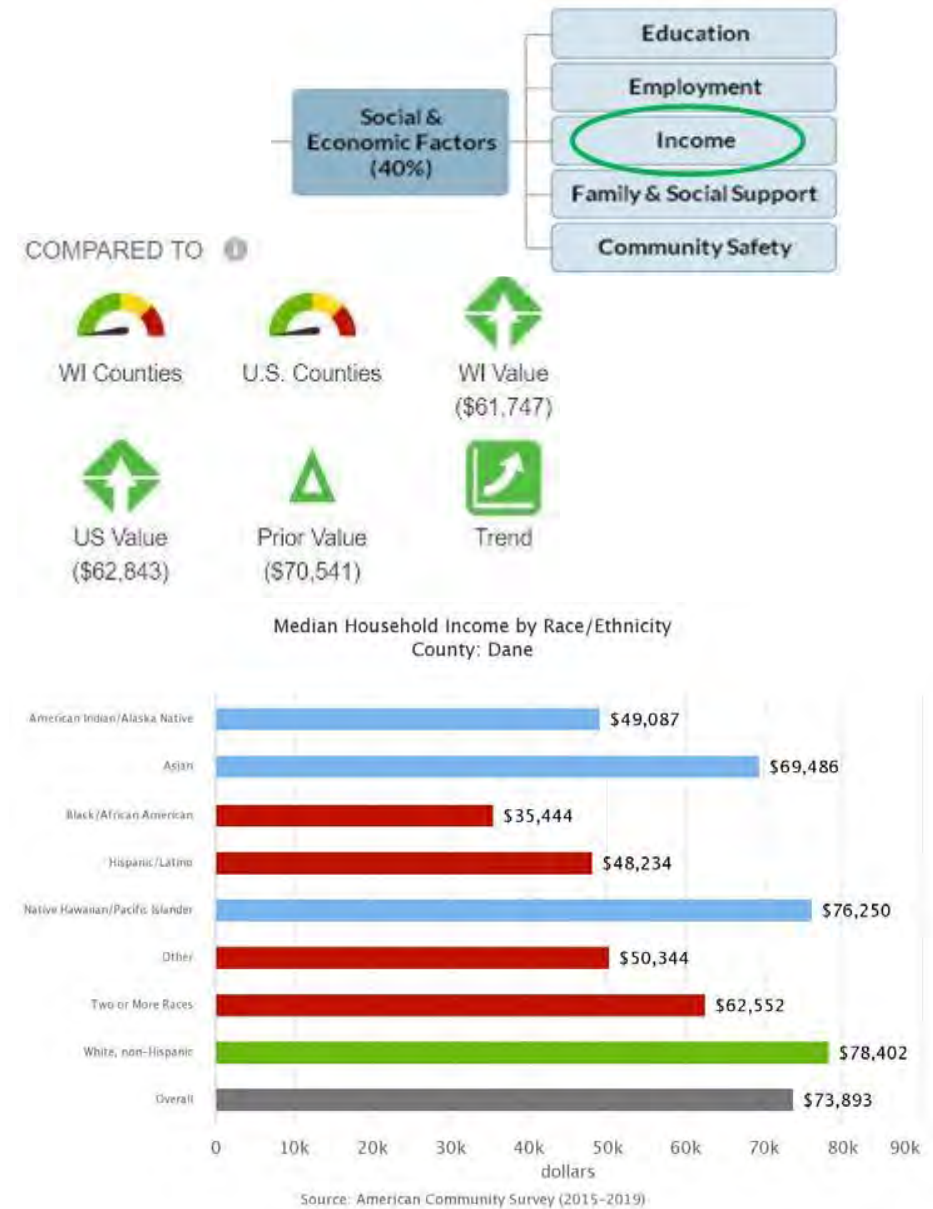 Education
Employment
Social &
Economic Factors
(40%)
Income
Family & Social Support
Community Safety
COMPARED TO
WI Counties
U.S. Counties
WI Value
($61,747)
US Value
($62,843)
Prior Value
($70,541)
Trend
Median Household Income by Race/Ethnicity
County: Dane
American Indian/Alaska Native
$49,087
Asian
$69,486
Black/African American
$35,444
Hispanic/Latino
$48,234
Native Hawaiian/Pacific Islander
$76,250
Other
$50,344
Two or More Races
$62,552
White, non-Hispanic
$78,402
Overall
$73,893
0 10k 20k 30k 40k 50k 60k 70k 80k 90k
dollars
Source: American Community Survey (2015-2019)